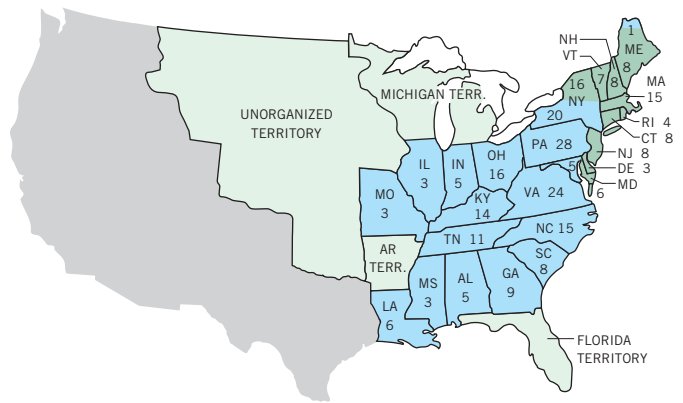 1
NH
ME
VT
8
7
8
MA
15
16
NY
20
MICHIGAN TERR.
UNORGANIZED
TERRITORY
RI 4
CT 8
OH
16
PA 28
NJ 8
DE 3
MD
5
6
IL
3
IN
5
MO
3
KY
14
VA 24
NC 15
TN 11
AR
TERR.
SC
8
MS
3
AL
5
GA
9
LA
6
FLORIDA
TERRITORY